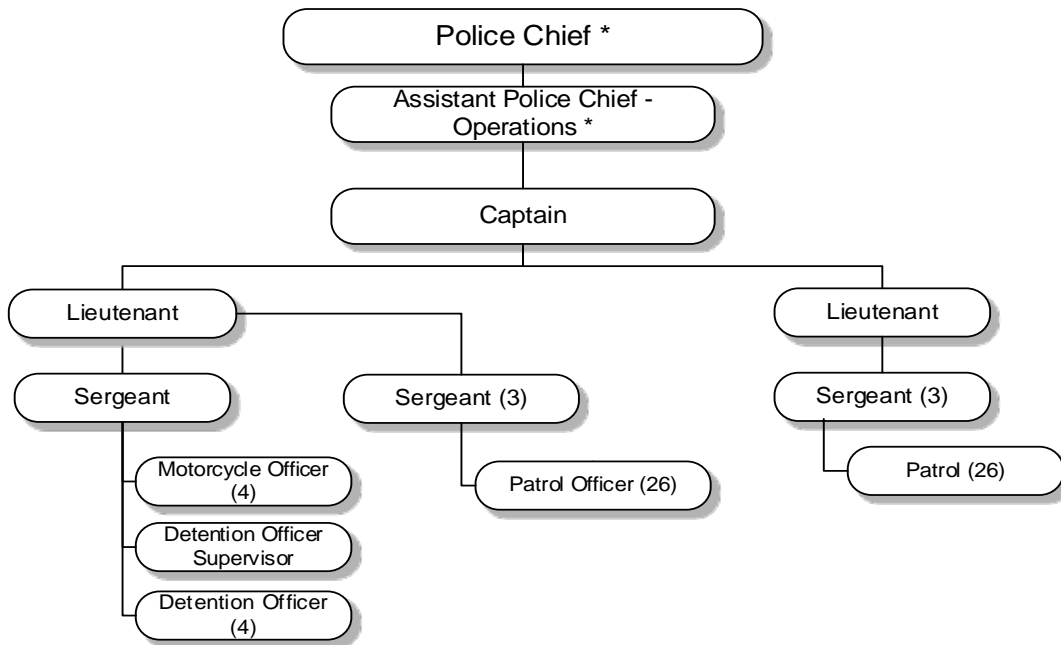 Police Chief *
Assistant Police Chief -
Operations *
Captain
Lieutenant
Lieutenant
Sergeant
Sergeant (3)
Sergeant (3)
Motorcycle Officer
(4)
Patrol Officer (26)
Patrol (26)
Detention Officer
Supervisor
Detention Officer
(4)